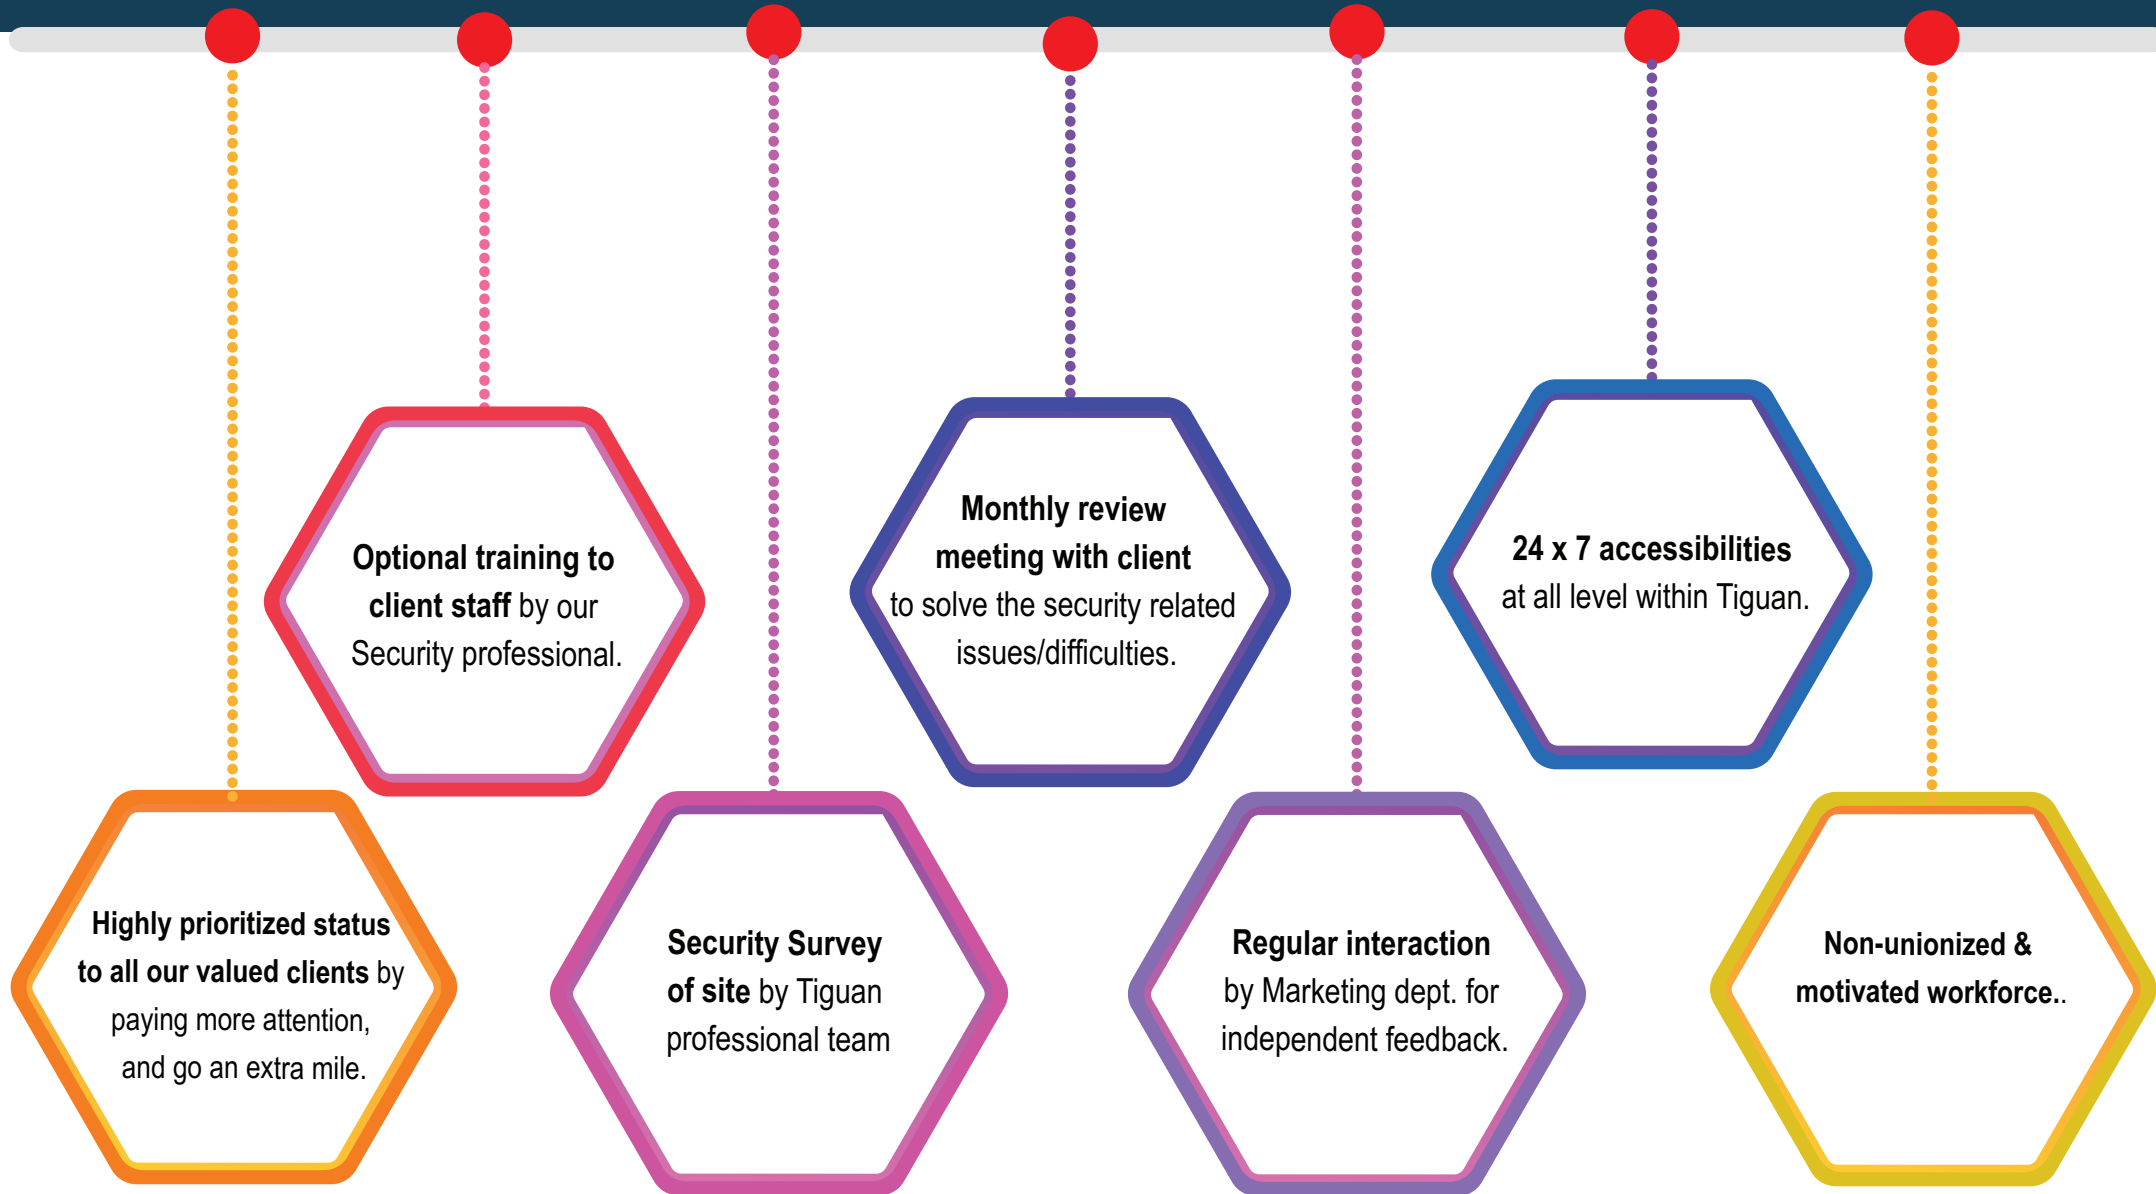 Highly prioritized status
to all our valued clients by
paying more attention,
and go an extra mile.
Optional training to
client staff by our
Security professional.
Security Survey
of site by Tiguan
professional team
Monthly review
meeting with client
to solve the security related
issues/difficulties.
Regular interaction
by Marketing dept. for
independent feedback.
24 x 7 accessibilities
at all level within Tiguan.
Non-unionized &
motivated workforce..